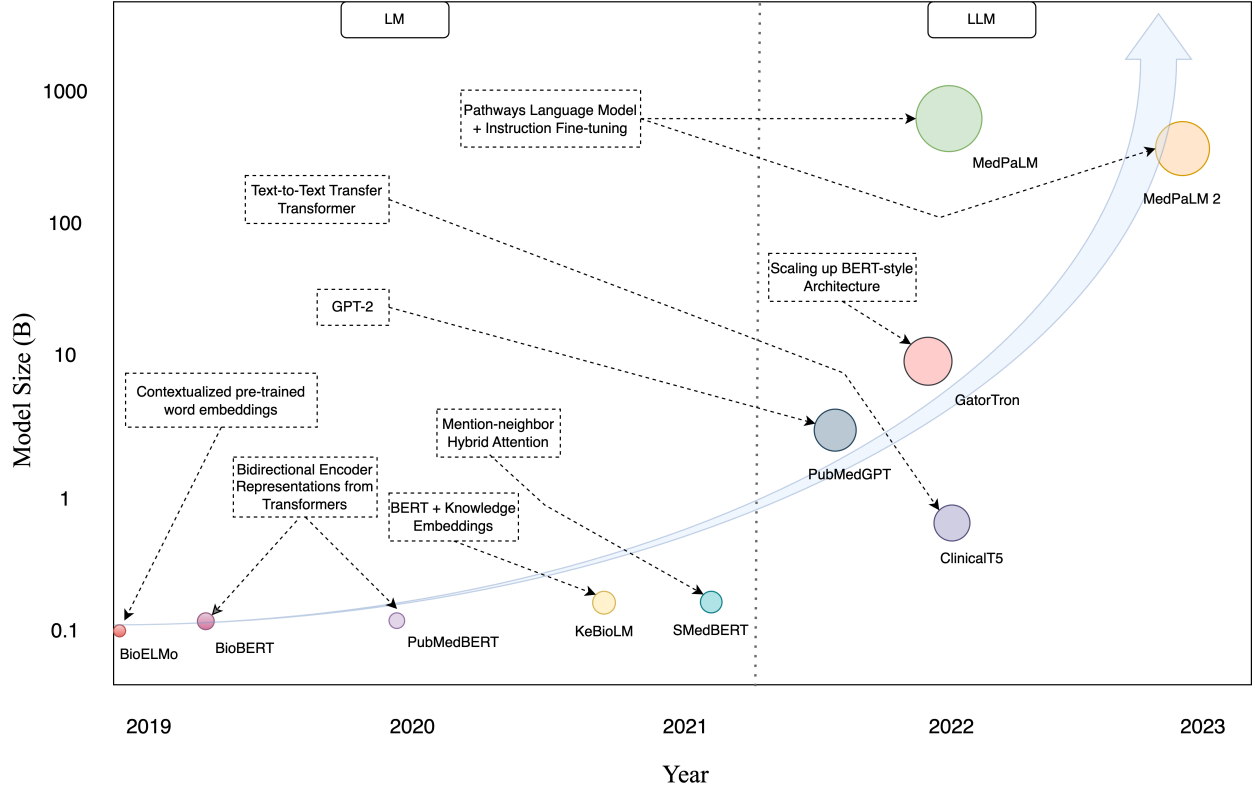 LM
LLM
1000
Pathways Language Model
+ Instruction Fine-tuning
MedPaLM
Text-to-Text Transfer
Transformer
MedPaLM 2
100
Scaling up BERT-style
Architecture
GPT-2
10
Contextualized pre-trained
word embeddings
GatorTron
Mention-neighbor
Hybrid Attention
Bidirectional Encoder
Representations from
Transformers
PubMedGPT
1
BERT + Knowledge
Embeddings
ClinicalT5
0.1
BioELMo
BioBERT
PubMedBERT
KeBioLM
SMedBERT
Model Size (B)
2019
2020
2021
2022
2023
Year